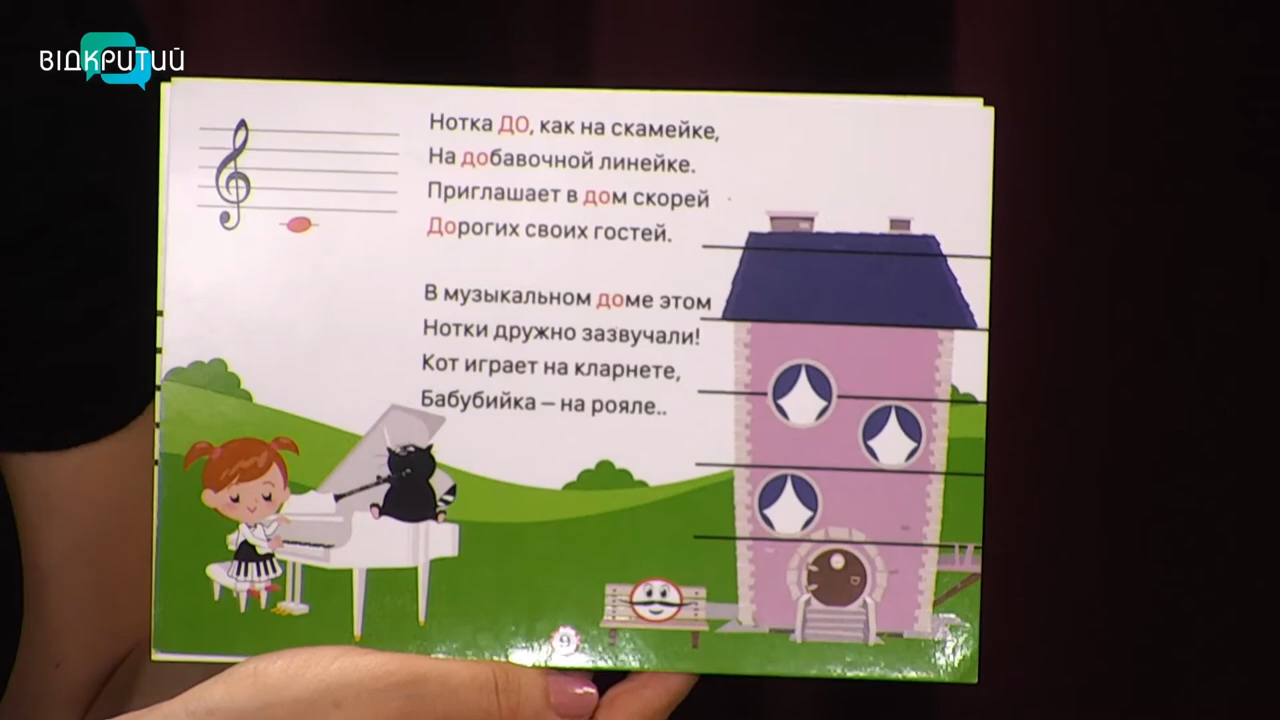 ВІДКРИТИЙ
Нотка ДО, как на скамейке,
На добавочной линейке.
Приглашает в дом скорей
Дорогих своих гостей.
В музыкальном доме этом
Нотки дружно зазвучали!
Кот играет на кларнете,
Бабубийка – на рояле..
9